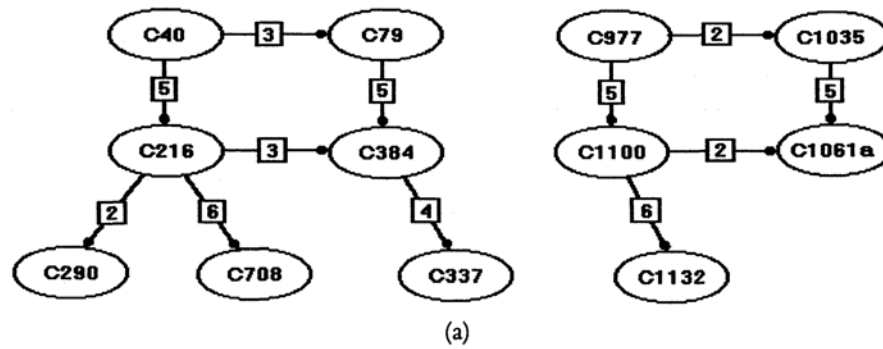 C40 3 C79 C977 2 C1035
5 5 5 5
C216 3 C384 C1100 2 C1061a
2 6 4 6
C290 C708 C337 C1132
(a)